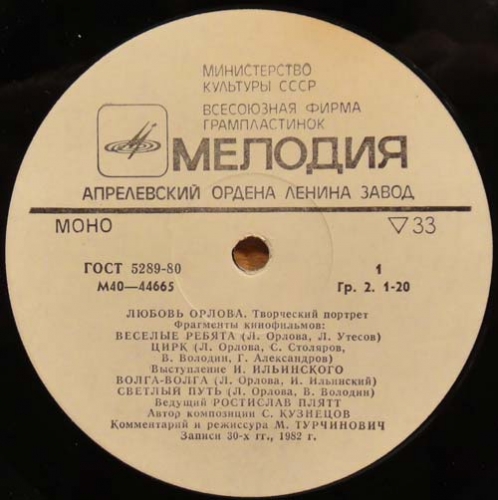 МИНИСТЕРСТВО
КУЛЬТУРЫ СССР
ВСЕСОЮЗНАЯ ФИРМА
ГРАМПЛАСТИНОК
МЕЛОДИЯ
АПРЕЛЕВСКИЙ ОРДЕНА ЛЕНИНА ЗАВОД
МОНО ▽33
ГОСТ 5289-80 1
М40—44665 Гр. 2. 1-20
ЛЮБОВЬ ОРЛОВА. Творческий портрет
Фрагменты кинофильмов:
ВЕСЕЛЫЕ РЕБЯТА (Л. Орлова, Л. Утесов)
ЦИРК (Л. Орлова, С. Столяров,
В. Володин, Г. Александров)
Выступление И. ИЛЬИНСКОГО
ВОЛГА-ВОЛГА (Л. Орлова, И. Ильинский)
СВЕТЛЫЙ ПУТЬ (Л. Орлова, В. Володин)
Ведущий РОСТИСЛАВ ПЛЯТТ
Автор композиции С. КУЗНЕЦОВ
Комментарий и режиссура М. ТУРЧИНОВИЧ
Записи 30-х гг., 1982 г.